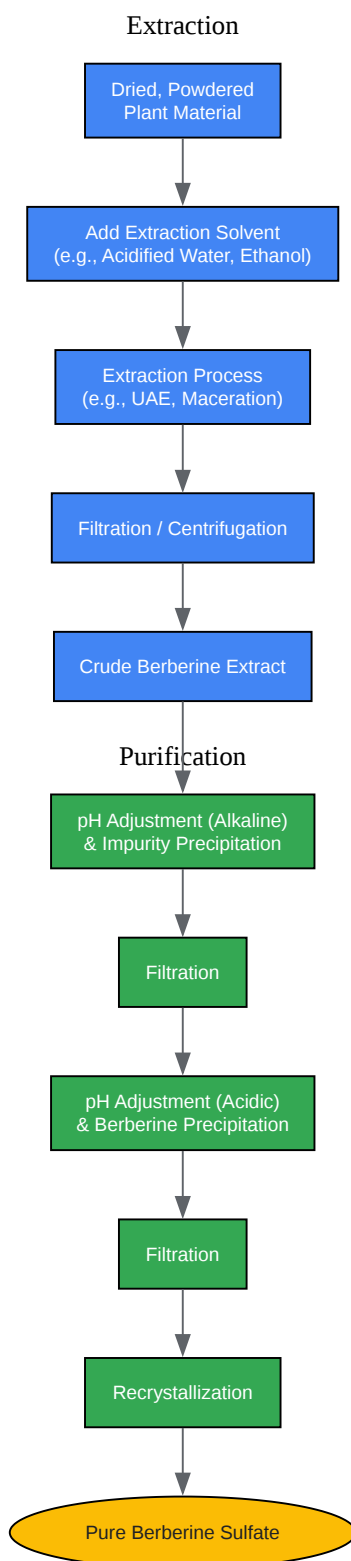 Extraction
Dried, Powdered
Plant Material
Add Extraction Solvent
(e.g., Acidified Water, Ethanol)
Extraction Process
(e.g., UAE, Maceration)
Filtration / Centrifugation
Crude Berberine Extract
Purification
pH Adjustment (Alkaline)
& Impurity Precipitation
Filtration
pH Adjustment (Acidic)
& Berberine Precipitation
Filtration
Recrystallization
Pure Berberine Sulfate